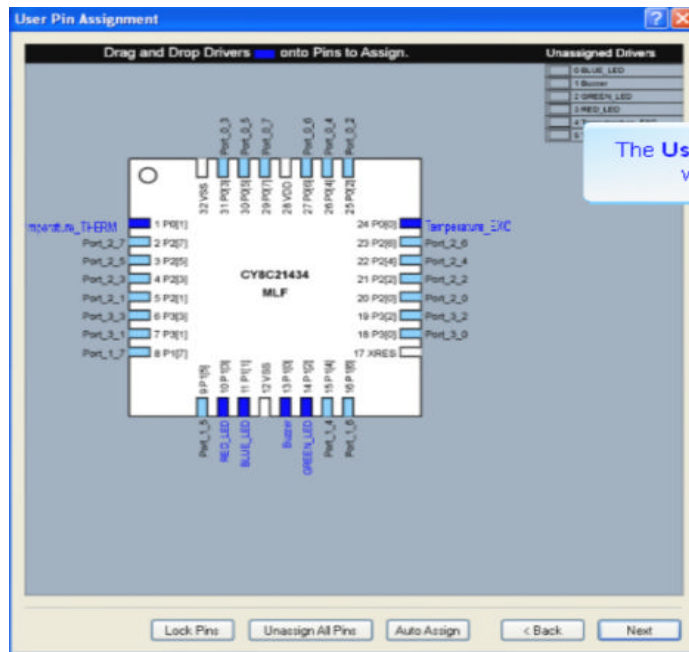 User Pin Assignment
Drag and Drop Drivers onto Pins to Assign.
Unassigned Drivers
0 BLUE_LED
1 Buzzer
2 GREEN_LED
3 RED_LED
The Us
Port_0_3
Port_0_5
Port_0_7
Port_0_6
Port_0_4
Port_0_2
32 VSS
31 P0[3]
30 P0[5]
29 P0[7]
28 VDD
27 P0[6]
26 P0[4]
25 P0[2]
mperature_THERM 1 P0[1]
Port_2_7 2 P2[7]
Port_2_5 3 P2[5]
Port_2_3 4 P2[3]
Port_2_1 5 P2[1]
Port_3_3 6 P3[3]
Port_3_1 7 P3[1]
Port_1_7 8 P1[7]
CY8C21434
MLF
24 P0[0] Temperature_EXC
23 P2[6] Port_2_6
22 P2[4] Port_2_4
21 P2[2] Port_2_2
20 P2[0] Port_2_0
19 P3[2] Port_3_2
18 P3[0] Port_3_0
17 XRES
9 P1[5]
10 P1[3]
11 P1[1]
12 VSS
13 P1[0]
14 P1[2]
15 P1[4]
16 P1[6]
Port_1_5
RED_LED
BLUE_LED
Buzzer
GREEN_LED
Port_1_4
Port_1_6
Lock Pins
Unassign All Pins
Auto Assign
< Back
Next